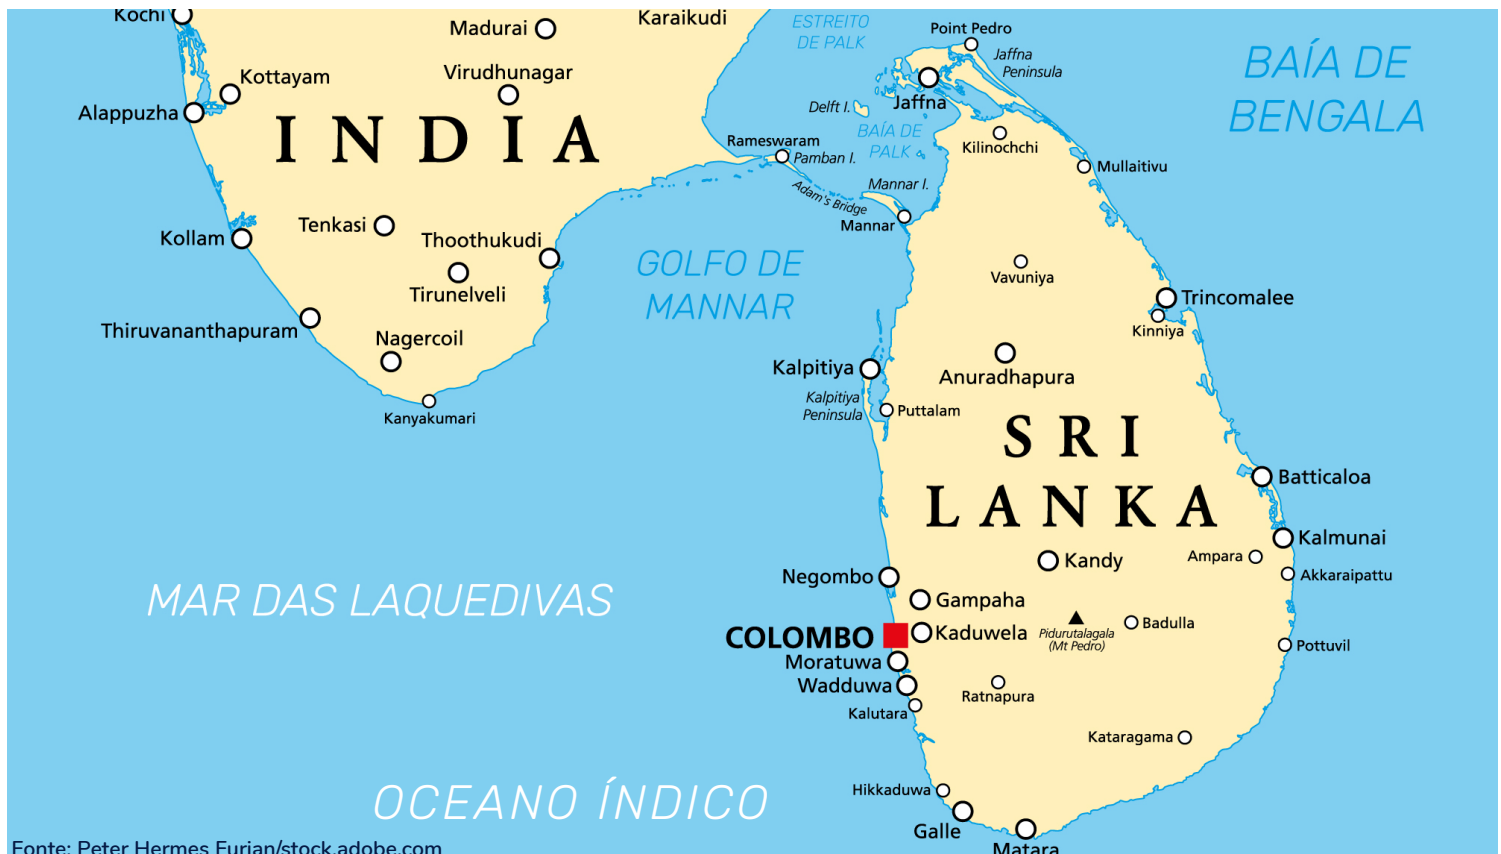 Kochi
Madurai
Karaikudi
ESTREITO
DE PALK
Point Pedro
Jaffna
Peninsula
BAÍA DE
BENGALA
Kottayam
Virudhunagar
Alappuzha
Jaffna
Delft I.
INDIA
BAÍA DE
PALK
Kilinochchi
Rameswaram
Pamban I.
Mullaitivu
Adam's Bridge
Mannar I.
Mannar
Kollam
Tenkasi
Thoothukudi
Tirunelveli
GOLFO DE
MANNAR
Vavuniya
Trincomalee
Kinniya
Thiruvananthapuram
Nagercoil
Kanyakumari
Kalpitiya
Kalpitiya
Peninsula
Puttalam
Anuradhapura
SRI
LANKA
Batticaloa
Kalmunai
Ampara
Akkaraipattu
Kandy
Negombo
Gampaha
MAR DAS LAQUEDIVAS
COLOMBO
Kaduwela
Pidurutalagala
(Mt Pedro)
Badulla
Pottuvil
Moratuwa
Wadduwa
Kalutara
Ratnapura
Kataragama
OCEANO ÍNDICO
Hikkaduwa
Galle
Matara
Fonte: Peter Hermes Furian/stock.adobe.com